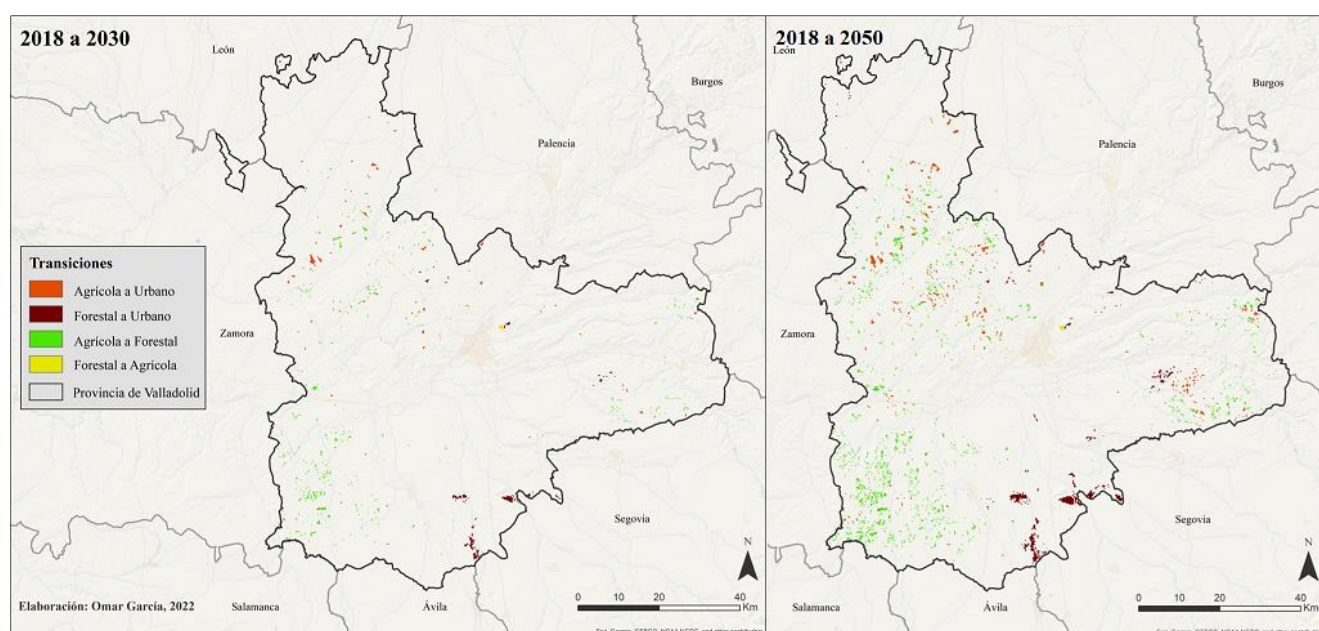 2018 a 2030
León
Burgos
Palencia
Transiciones
Agrícola a Urbano
Forestal a Urbano
Agrícola a Forestal
Forestal a Agrícola
Provincia de Valladolid
Zamora
Segovia
N
Elaboración: Omar García, 2022
Salamanca
Ávila
0 20 40
Km
2018 a 2050
León
Burgos
Palencia
Zamora
Segovia
N
Salamanca
Ávila
0 20 40
Km